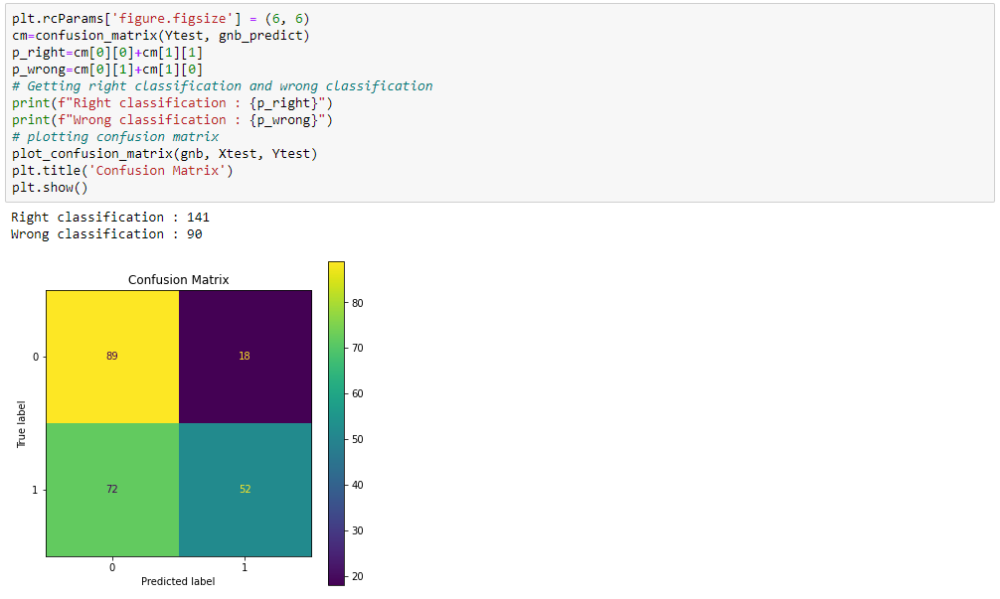 plt.rcParams['figure.figsize'] = (6, 6)
cm=confusion_matrix(Ytest, gnb_predict)
p_right=cm[0][0]+cm[1][1]
p_wrong=cm[0][1]+cm[1][0]
# Getting right classification and wrong classification
print(f"Right classification : {p_right}")
print(f"Wrong classification : {p_wrong}")
# plotting confusion matrix
plot_confusion_matrix(gnb, Xtest, Ytest)
plt.title('Confusion Matrix')
plt.show()
Right classification : 141
Wrong classification : 90
Confusion Matrix
True label
0
89
18
1
72
52
0
1
Predicted label
80
70
60
50
40
30
20